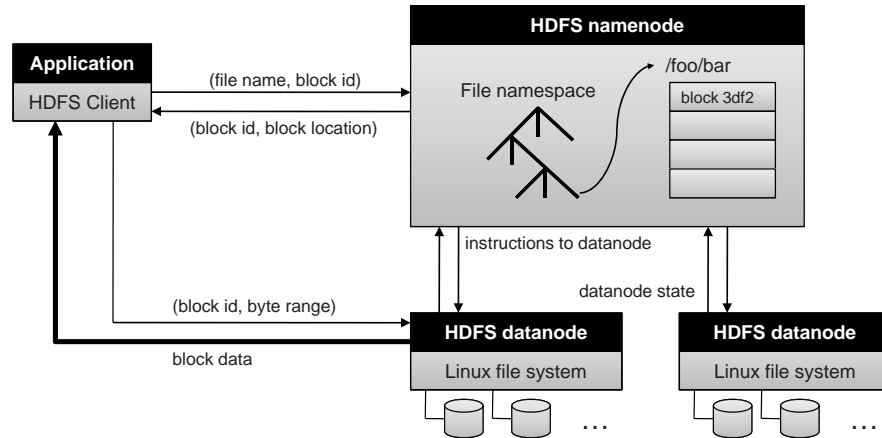 HDFS namenode
Application
HDFS Client
(file name, block id)
(block id, block location)
File namespace
/foo/bar
block 3df2
instructions to datanode
datanode state
(block id, byte range)
block data
HDFS datanode
Linux file system
…
HDFS datanode
Linux file system
…